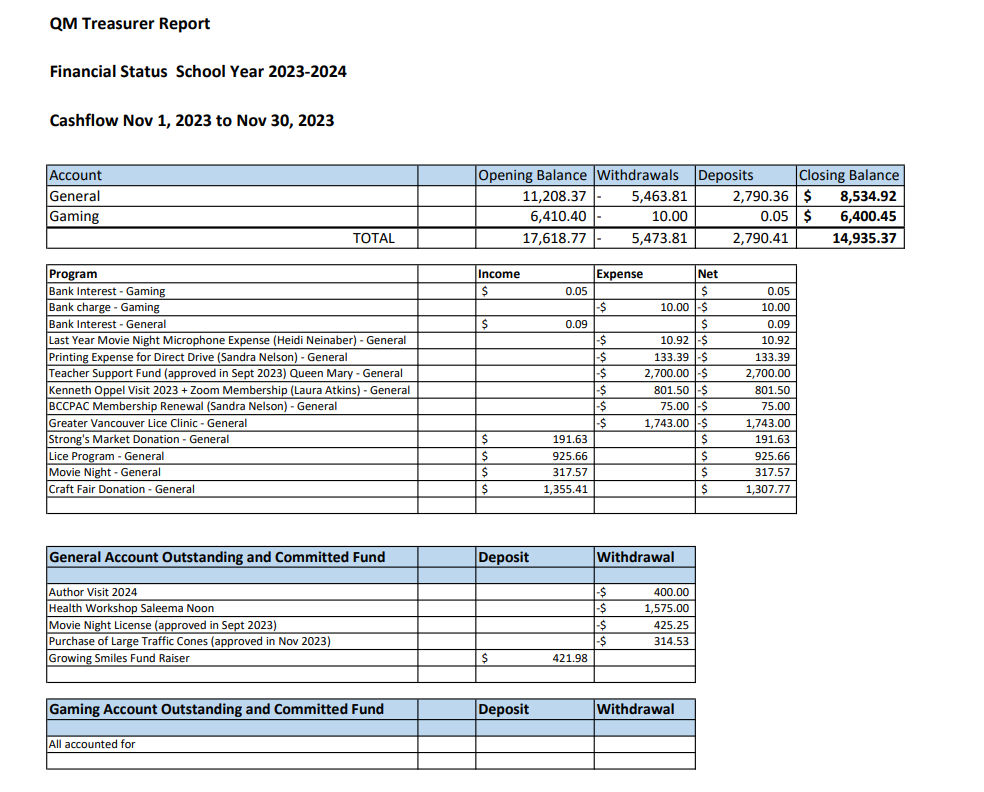 QM Treasurer Report
Financial Status School Year 2023-2024
Cashflow Nov 1, 2023 to Nov 30, 2023
Account Opening Balance Withdrawals Deposits Closing Balance
General 11,208.37 - 5,463.81 2,790.36 $ 8,534.92
Gaming 6,410.40 - 10.00 0.05 $ 6,400.45
TOTAL 17,618.77 - 5,473.81 2,790.41 14,935.37
Program Income Expense Net
Bank Interest - Gaming $ 0.05 $ 0.05
Bank charge - Gaming -$ 10.00 -$ 10.00
Bank Interest - General $ 0.09 $ 0.09
Last Year Movie Night Microphone Expense (Heidi Neinaber) - General -$ 10.92 -$ 10.92
Printing Expense for Direct Drive (Sandra Nelson) - General -$ 133.39 -$ 133.39
Teacher Support Fund (approved in Sept 2023) Queen Mary - General -$ 2,700.00 -$ 2,700.00
Kenneth Oppel Visit 2023 + Zoom Membership (Laura Atkins) - General -$ 801.50 -$ 801.50
BCCPAC Membership Renewal (Sandra Nelson) - General -$ 75.00 -$ 75.00
Greater Vancouver Lice Clinic - General -$ 1,743.00 -$ 1,743.00
Strong's Market Donation - General $ 191.63 $ 191.63
Lice Program - General $ 925.66 $ 925.66
Movie Night - General $ 317.57 $ 317.57
Craft Fair Donation - General $ 1,355.41 $ 1,307.77
General Account Outstanding and Committed Fund Deposit Withdrawal
Author Visit 2024 -$ 400.00
Health Workshop Saleema Noon -$ 1,575.00
Movie Night License (approved in Sept 2023) -$ 425.25
Purchase of Large Traffic Cones (approved in Nov 2023) -$ 314.53
Growing Smiles Fund Raiser $ 421.98
Gaming Account Outstanding and Committed Fund Deposit Withdrawal
All accounted for